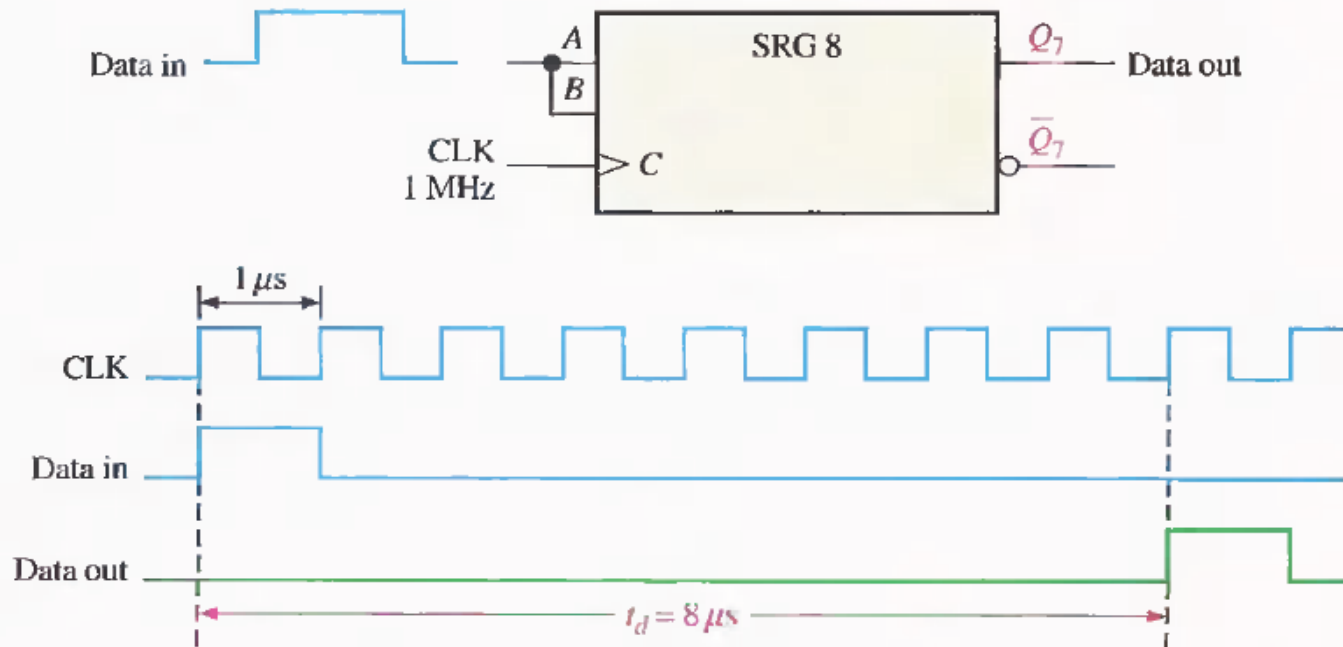 Data in
A
B
CLK
1 MHz
C
SRG 8
Q₇
Data out
Q̅₇
1 μs
CLK
Data in
Data out
t_d = 8 μs